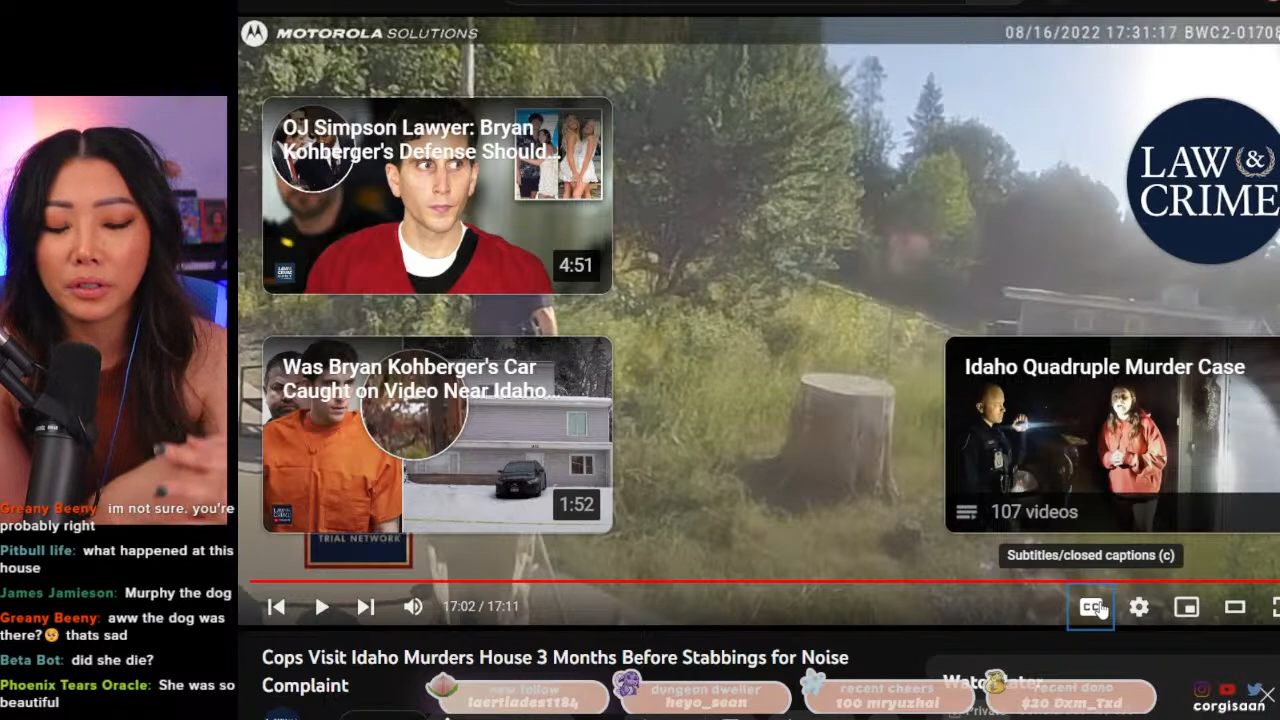 MOTOROLA SOLUTIONS
08/16/2022 17:31:17 BWC2-01708
OJ Simpson Lawyer: Bryan
Kohberger's Defense Should...
4:51
LAW &
CRIME
Was Bryan Kohberger's Car
Caught on Video Near Idaho...
1:52
Idaho Quadruple Murder Case
107 videos
TRIAL NETWORK
Subtitles/closed captions (c)
CC
17:02 / 17:11
Greany Beeny: im not sure. you're
probably right
Pitbull life: what happened at this
house
James Jamieson: Murphy the dog
Greany Beeny: aww the dog was
there?🥺 thats sad
Beta Bot: did she die?
Phoenix Tears Oracle: She was so
beautiful
Cops Visit Idaho Murders House 3 Months Before Stabbings for Noise
Complaint
new follow
laertiades1184
dungeon dweller
heyo_sean
recent cheers
100 mryuzhai
recent dono
$20 Dxm_Txd
corgisaan